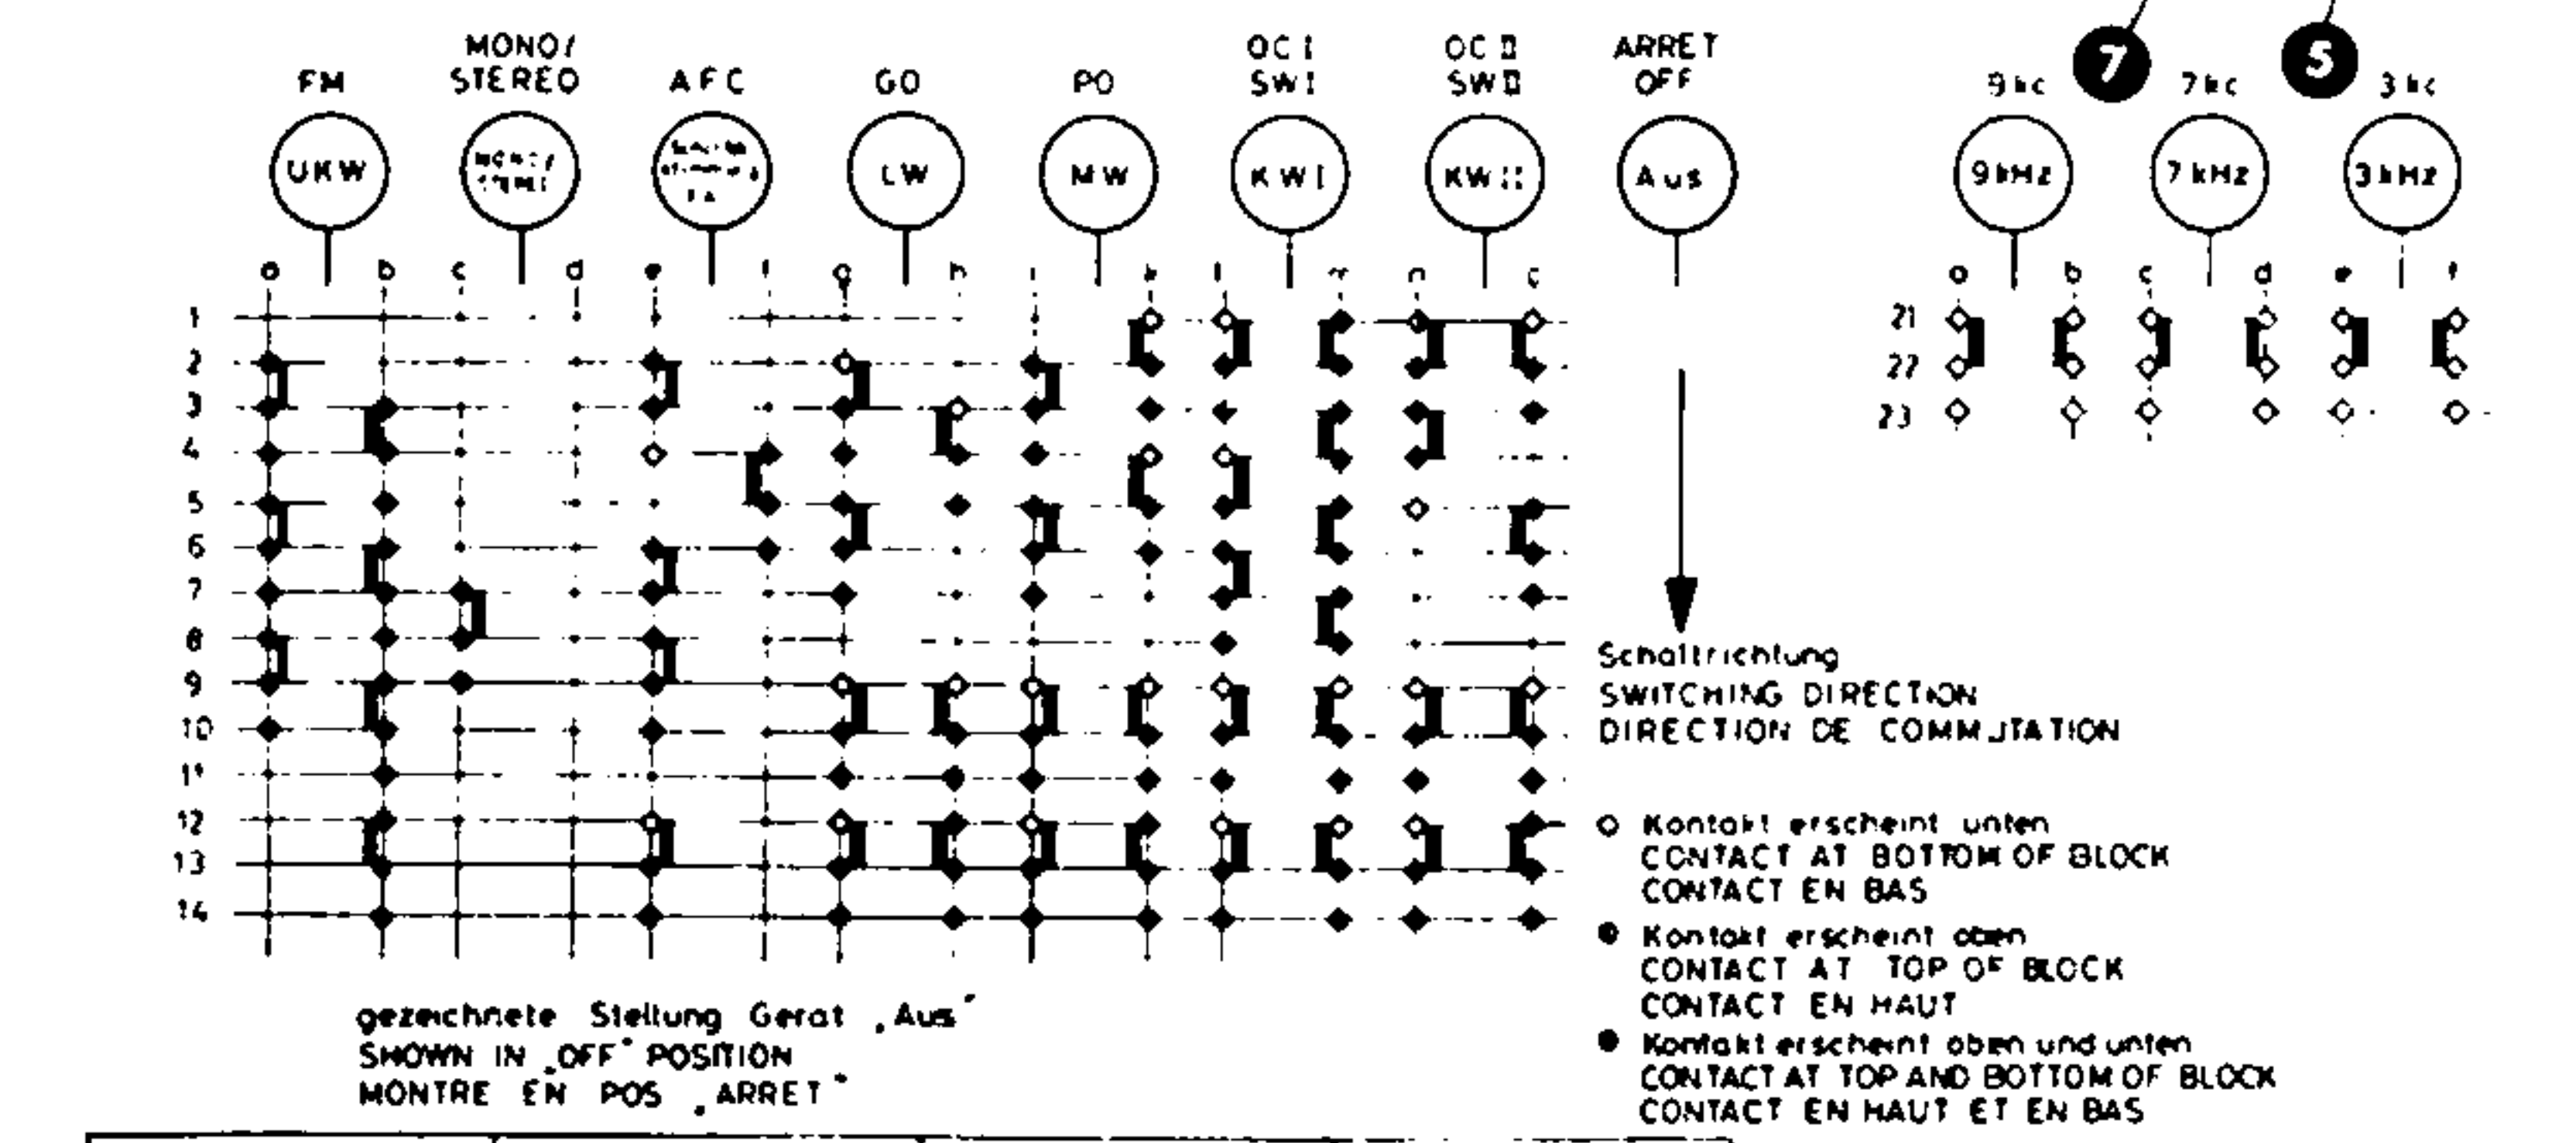 MONO/
STEREO
FM
AFC
GO
PO
OC I
SW I
OC II
SW II
ARRET
OFF
9 kc
7
7 kc
5
3 kc
UKW
MONO/
STEREO
LW
MW
KW I
KW II
Aus
9 kHz
7 kHz
3 kHz
a b c d e f g h i k l m n o
a b c d e f
1
2
3
4
5
6
7
8
9
10
11
12
13
14
21
22
23
Schaltrichtung
SWITCHING DIRECTION
DIRECTION DE COMMUTATION
Kontakt erscheint unten
CONTACT AT BOTTOM OF BLOCK
CONTACT EN BAS
Kontakt erscheint oben
CONTACT AT TOP OF BLOCK
CONTACT EN HAUT
Kontakt erscheint oben und unten
CONTACT AT TOP AND BOTTOM OF BLOCK
CONTACT EN HAUT ET EN BAS
gezeichnete Stellung Gerat „Aus"
SHOWN IN „OFF" POSITION
MONTRE EN POS „ARRET"